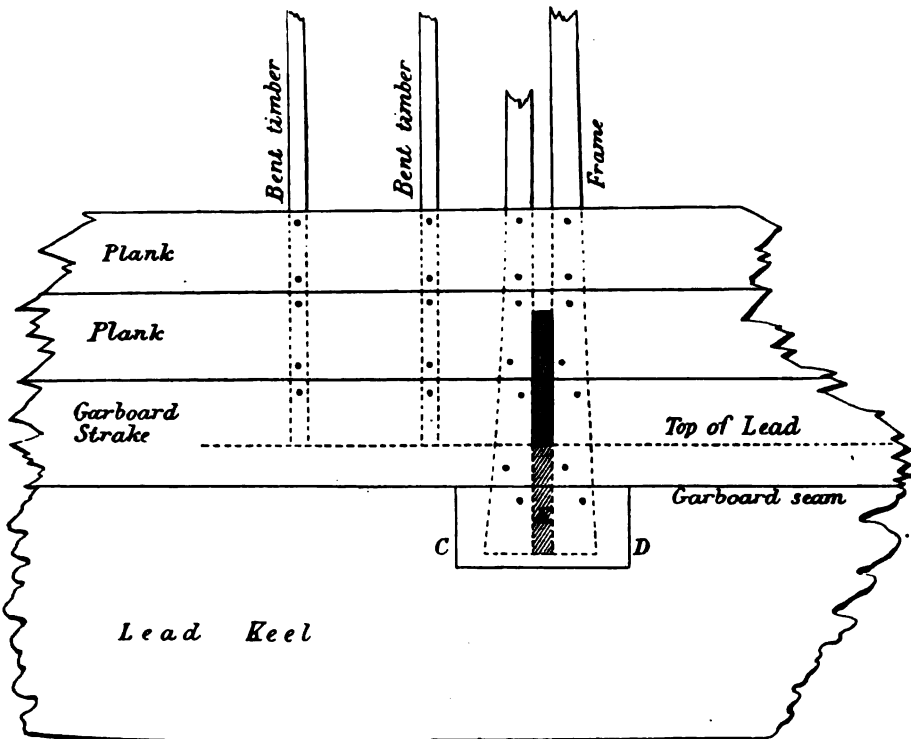 Bent timber
Bent timber
Frame
Plank
Plank
Garboard
Strake
Top of Lead
Garboard seam
C
D
Lead Keel